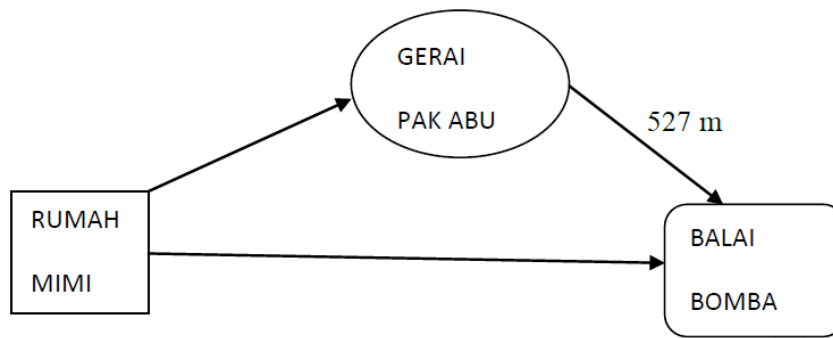 GERAI
PAK ABU
527 m
RUMAH
MIMI
BALAI
BOMBA